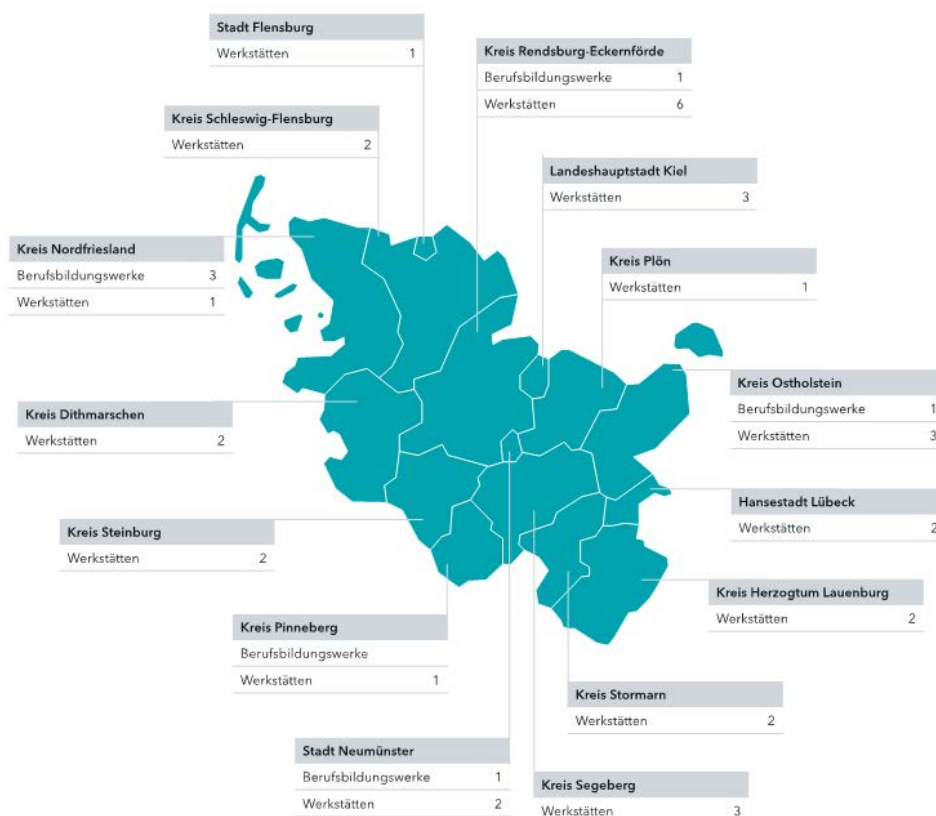 Stadt Flensburg
Werkstätten 1
Kreis Rendsburg-Eckernförde
Berufsbildungswerke 1
Werkstätten 6
Kreis Schleswig-Flensburg
Werkstätten 2
Landeshauptstadt Kiel
Werkstätten 3
Kreis Nordfriesland
Berufsbildungswerke 3
Werkstätten 1
Kreis Plön
Werkstätten 1
Kreis Ostholstein
Berufsbildungswerke 1
Werkstätten 3
Kreis Dithmarschen
Werkstätten 2
Hansestadt Lübeck
Werkstätten 2
Kreis Steinburg
Werkstätten 2
Kreis Herzogtum Lauenburg
Werkstätten 2
Kreis Pinneberg
Berufsbildungswerke
Werkstätten 1
Kreis Stormarn
Werkstätten 2
Stadt Neumünster
Berufsbildungswerke 1
Werkstätten 2
Kreis Segeberg
Werkstätten 3